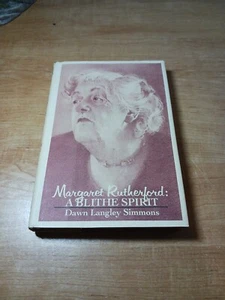 Margaret Rutherford:
A BLITHE SPIRIT
Dawn Langley Simmons